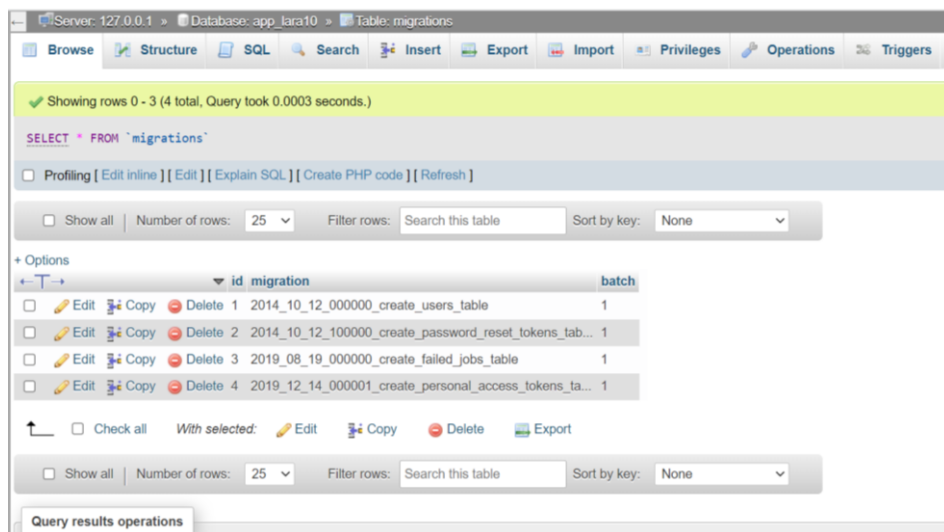 Server: 127.0.0.1 » Database: app_lara10 » Table: migrations
Browse Structure SQL Search Insert Export Import Privileges Operations Triggers
Showing rows 0 - 3 (4 total, Query took 0.0003 seconds.)
SELECT * FROM `migrations`
Profiling [ Edit inline ] [ Edit ] [ Explain SQL ] [ Create PHP code ] [ Refresh ]
Show all | Number of rows: 25 Filter rows: Search this table Sort by key: None
+ Options
←T→ id migration batch
Edit Copy Delete 1 2014_10_12_000000_create_users_table 1
Edit Copy Delete 2 2014_10_12_100000_create_password_reset_tokens_tab... 1
Edit Copy Delete 3 2019_08_19_000000_create_failed_jobs_table 1
Edit Copy Delete 4 2019_12_14_000001_create_personal_access_tokens_ta... 1
Check all With selected: Edit Copy Delete Export
Show all | Number of rows: 25 Filter rows: Search this table Sort by key: None
Query results operations